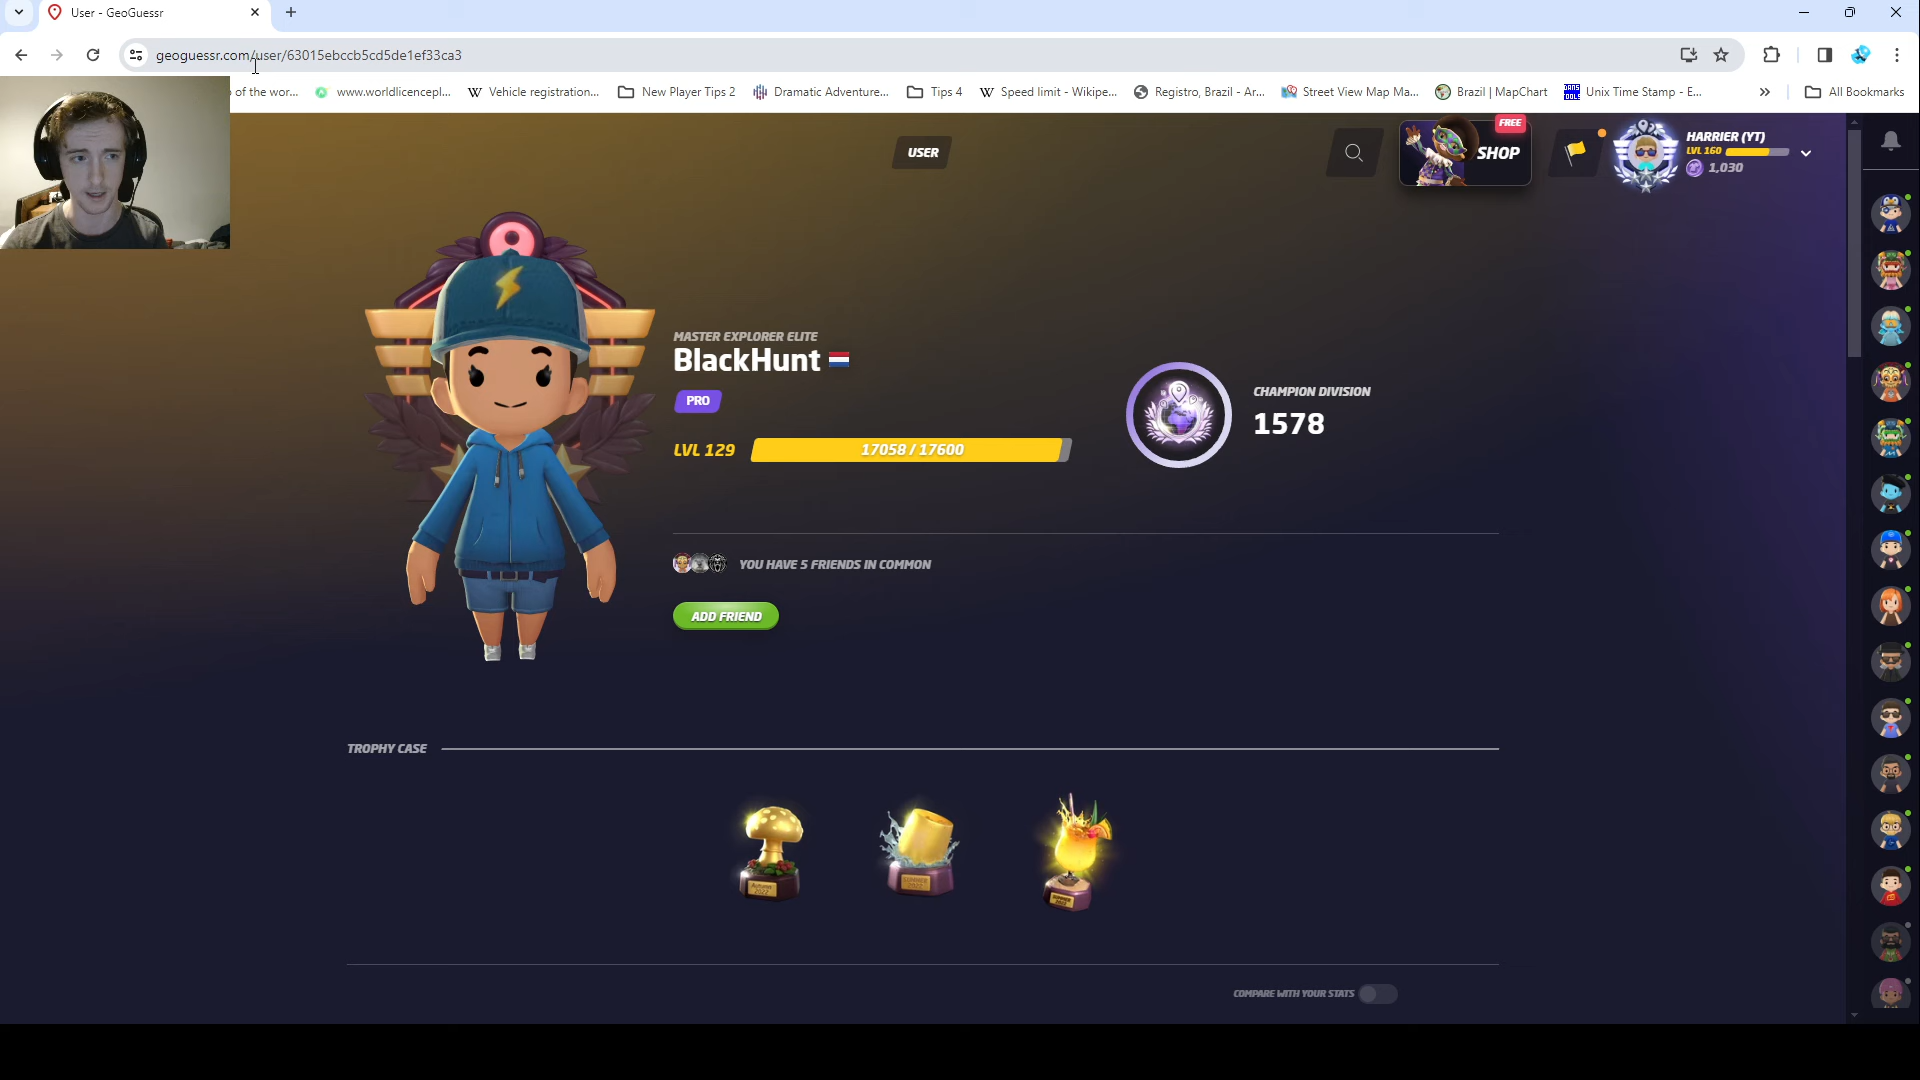 User - GeoGuessr
geoguessr.com/user/63015ebccb5cd5de1ef33ca3
of the wor...
www.worldlicencepl...
Vehicle registration...
New Player Tips 2
Dramatic Adventure...
Tips 4
Speed limit - Wikipe...
Registro, Brazil - Ar...
Street View Map Ma...
Brazil | MapChart
Unix Time Stamp - E...
All Bookmarks
USER
FREE
SHOP
HARRIER (YT)
LVL 160
1,030
MASTER EXPLORER ELITE
BlackHunt
PRO
LVL 129
17058 / 17600
CHAMPION DIVISION
1578
YOU HAVE 5 FRIENDS IN COMMON
ADD FRIEND
TROPHY CASE
Autumn
2022
SUMMER
COMPARE WITH YOUR STATS